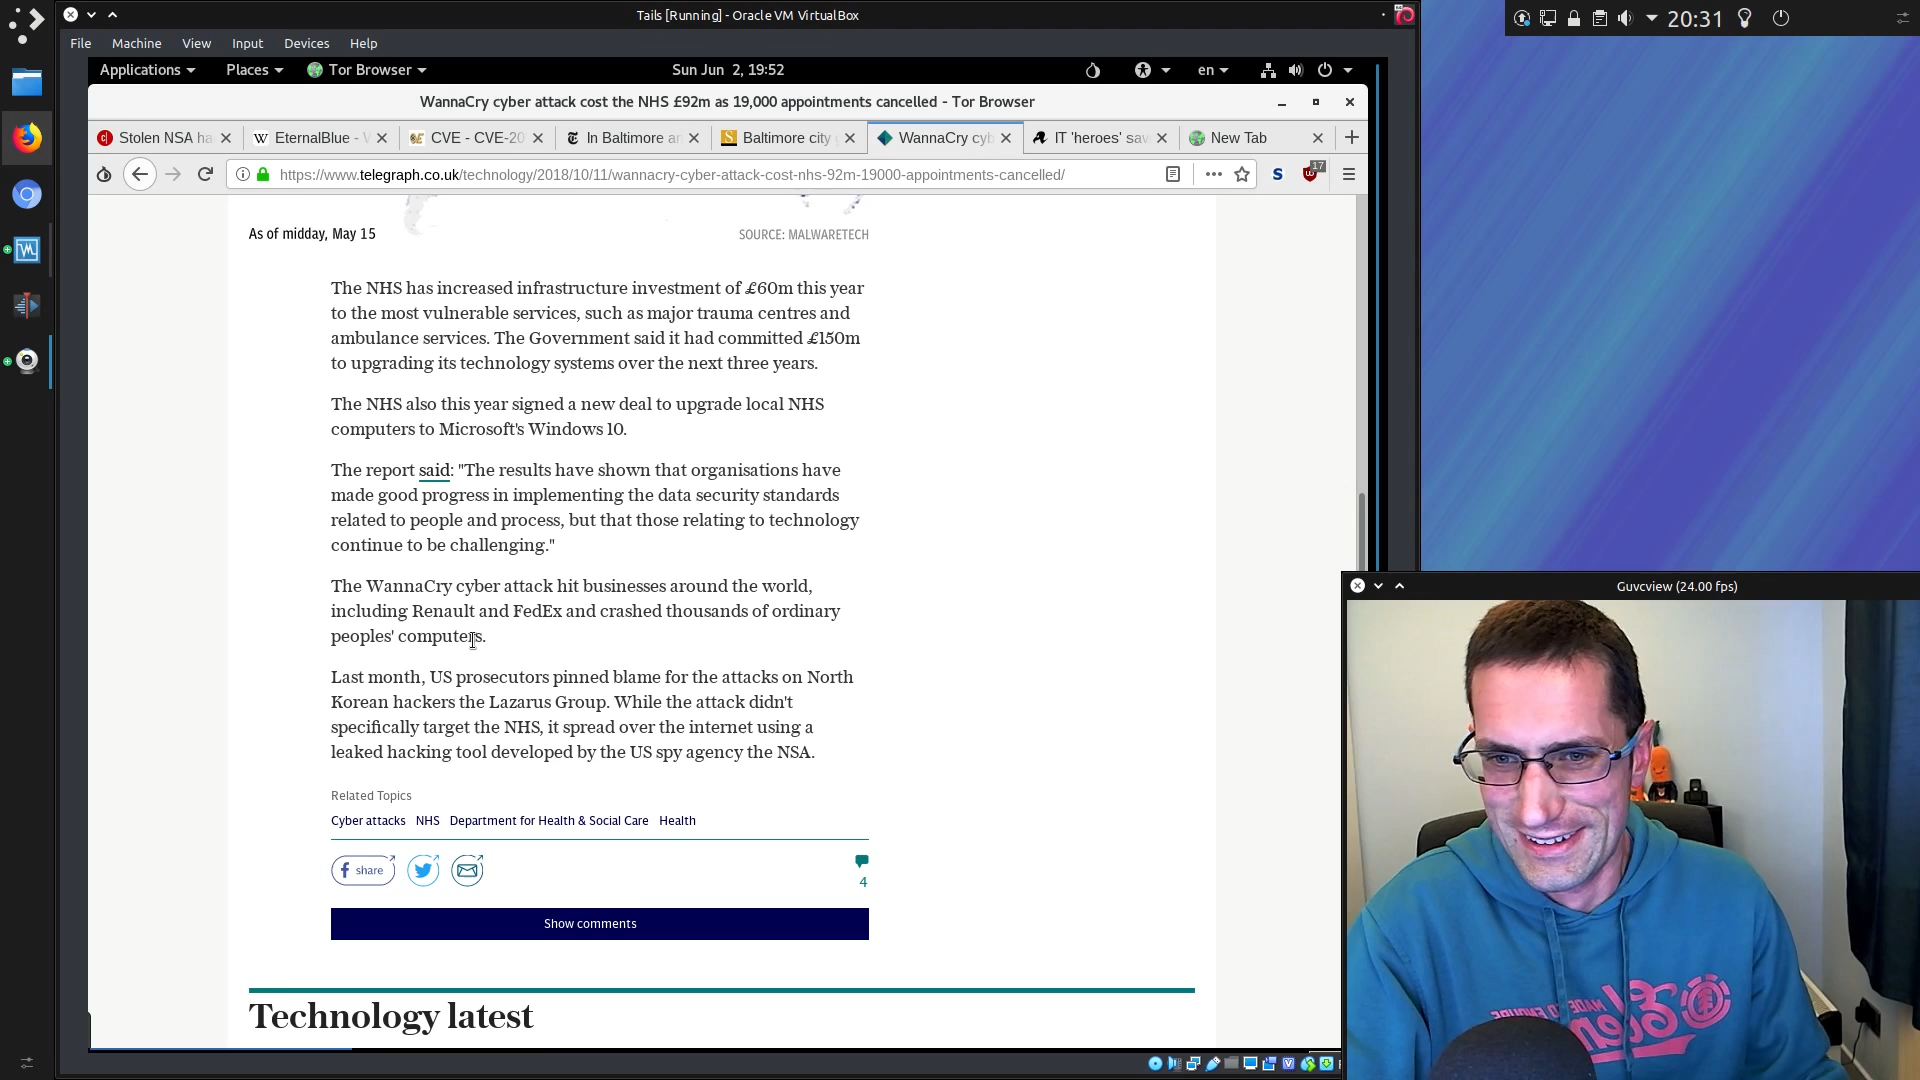 Tails [Running] - Oracle VM VirtualBox
20:31
File Machine View Input Devices Help
Applications Places Tor Browser Sun Jun 2, 19:52 en
WannaCry cyber attack cost the NHS £92m as 19,000 appointments cancelled - Tor Browser
Stolen NSA ha EternalBlue - W CVE - CVE-20 In Baltimore an Baltimore city g WannaCry cyb IT 'heroes' sav New Tab
https://www.telegraph.co.uk/technology/2018/10/11/wannacry-cyber-attack-cost-nhs-92m-19000-appointments-cancelled/
S
17
As of midday, May 15 SOURCE: MALWARETECH
The NHS has increased infrastructure investment of £60m this year
to the most vulnerable services, such as major trauma centres and
ambulance services. The Government said it had committed £150m
to upgrading its technology systems over the next three years.
The NHS also this year signed a new deal to upgrade local NHS
computers to Microsoft's Windows 10.
The report said: "The results have shown that organisations have
made good progress in implementing the data security standards
related to people and process, but that those relating to technology
continue to be challenging."
The WannaCry cyber attack hit businesses around the world,
including Renault and FedEx and crashed thousands of ordinary
peoples' computers.
Last month, US prosecutors pinned blame for the attacks on North
Korean hackers the Lazarus Group. While the attack didn't
specifically target the NHS, it spread over the internet using a
leaked hacking tool developed by the US spy agency the NSA.
Related Topics
Cyber attacks NHS Department for Health & Social Care Health
share
4
Show comments
Technology latest
Guvcview (24.00 fps)